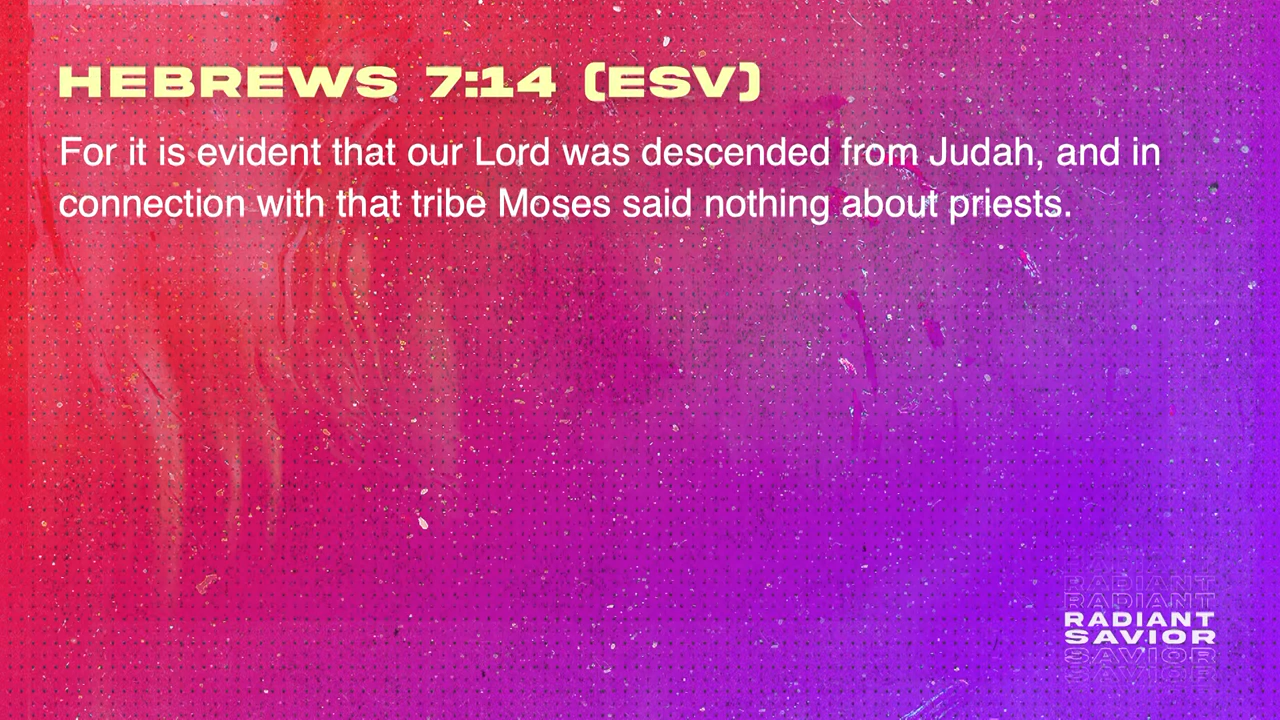 HEBREWS 7:14 (ESV)
For it is evident that our Lord was descended from Judah, and in
connection with that tribe Moses said nothing about priests.
RADIANT
RADIANT
RADIANT
SAVIOR
SAVIOR
SAVIOR